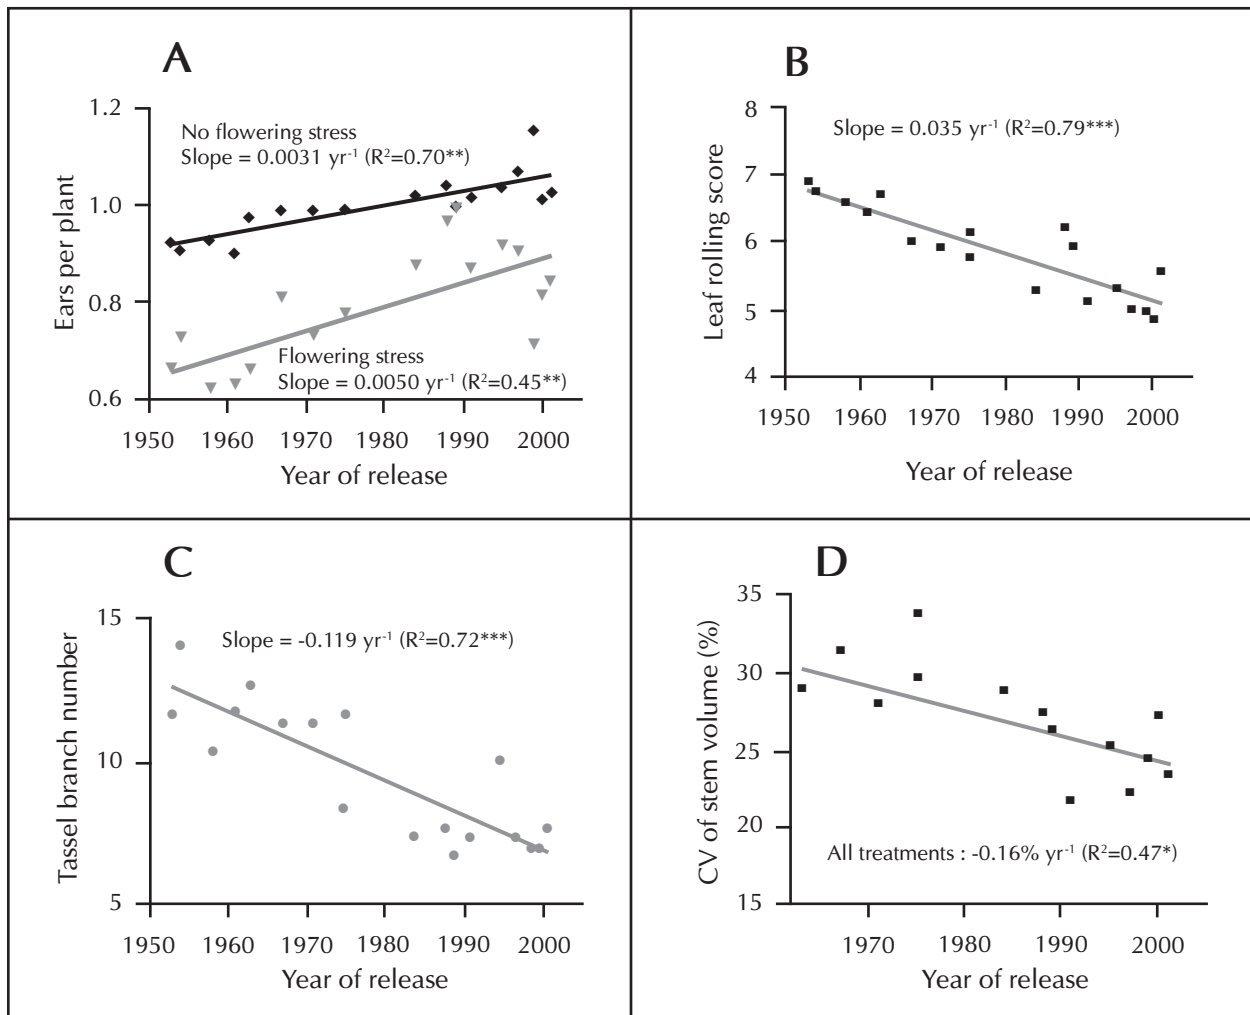 A
1.2
1.0
0.8
0.6
Ears per plant
No flowering stress
Slope = 0.0031 yr⁻¹ (R²=0.70**)
Flowering stress
Slope = 0.0050 yr⁻¹ (R²=0.45**)
1950 1960 1970 1980 1990 2000
Year of release
B
8
7
6
5
4
Leaf rolling score
Slope = 0.035 yr⁻¹ (R²=0.79***)
1950 1960 1970 1980 1990 2000
Year of release
C
15
10
5
Tassel branch number
Slope = -0.119 yr⁻¹ (R²=0.72***)
1950 1960 1970 1980 1990 2000
Year of release
D
35
30
25
20
15
CV of stem volume (%)
All treatments : -0.16% yr⁻¹ (R²=0.47*)
1970 1980 1990 2000
Year of release